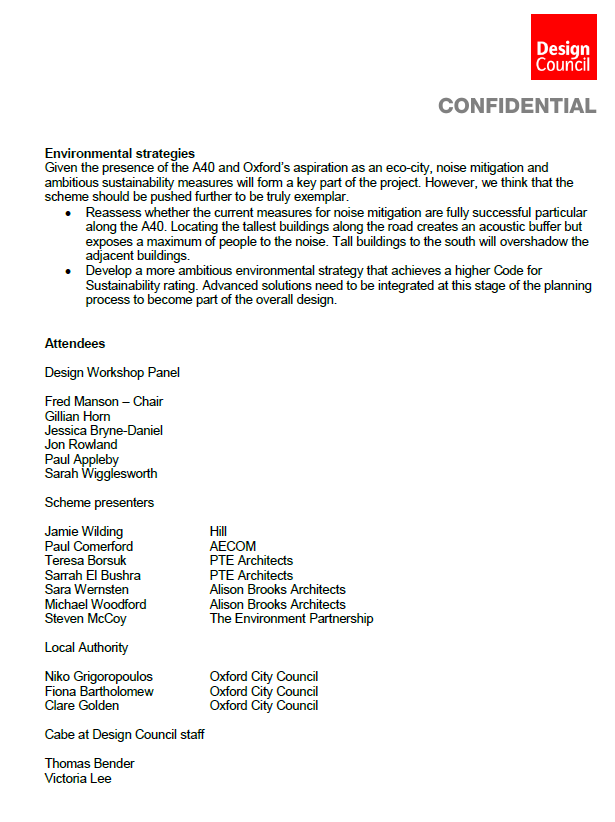 Design
Council
CONFIDENTIAL
Environmental strategies
Given the presence of the A40 and Oxford's aspiration as an eco-city, noise mitigation and
ambitious sustainability measures will form a key part of the project. However, we think that the
scheme should be pushed further to be truly exemplar.
• Reassess whether the current measures for noise mitigation are fully successful particular
along the A40. Locating the tallest buildings along the road creates an acoustic buffer but
exposes a maximum of people to the noise. Tall buildings to the south will overshadow the
adjacent buildings.
• Develop a more ambitious environmental strategy that achieves a higher Code for
Sustainability rating. Advanced solutions need to be integrated at this stage of the planning
process to become part of the overall design.
Attendees
Design Workshop Panel
Fred Manson – Chair
Gillian Horn
Jessica Bryne-Daniel
Jon Rowland
Paul Appleby
Sarah Wigglesworth
Scheme presenters
Jamie Wilding Hill
Paul Comerford AECOM
Teresa Borsuk PTE Architects
Sarrah El Bushra PTE Architects
Sara Wernsten Alison Brooks Architects
Michael Woodford Alison Brooks Architects
Steven McCoy The Environment Partnership
Local Authority
Niko Grigoropoulos Oxford City Council
Fiona Bartholomew Oxford City Council
Clare Golden Oxford City Council
Cabe at Design Council staff
Thomas Bender
Victoria Lee